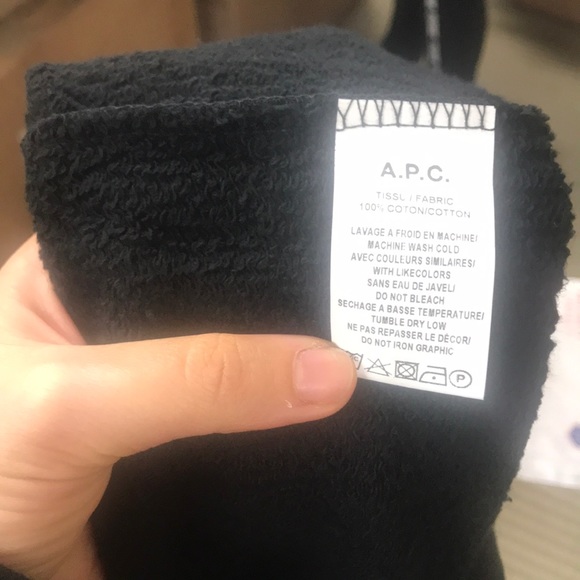 A.P.C.
TISSU / FABRIC
100% COTON/COTTON
LAVAGE A FROID EN MACHINE/
MACHINE WASH COLD
AVEC COULEURS SIMILAIRES/
WITH LIKECOLORS
SANS EAU DE JAVEL/
DO NOT BLEACH
SECHAGE A BASSE TEMPERATURE/
TUMBLE DRY LOW
NE PAS REPASSER LE DÉCOR/
DO NOT IRON GRAPHIC
P